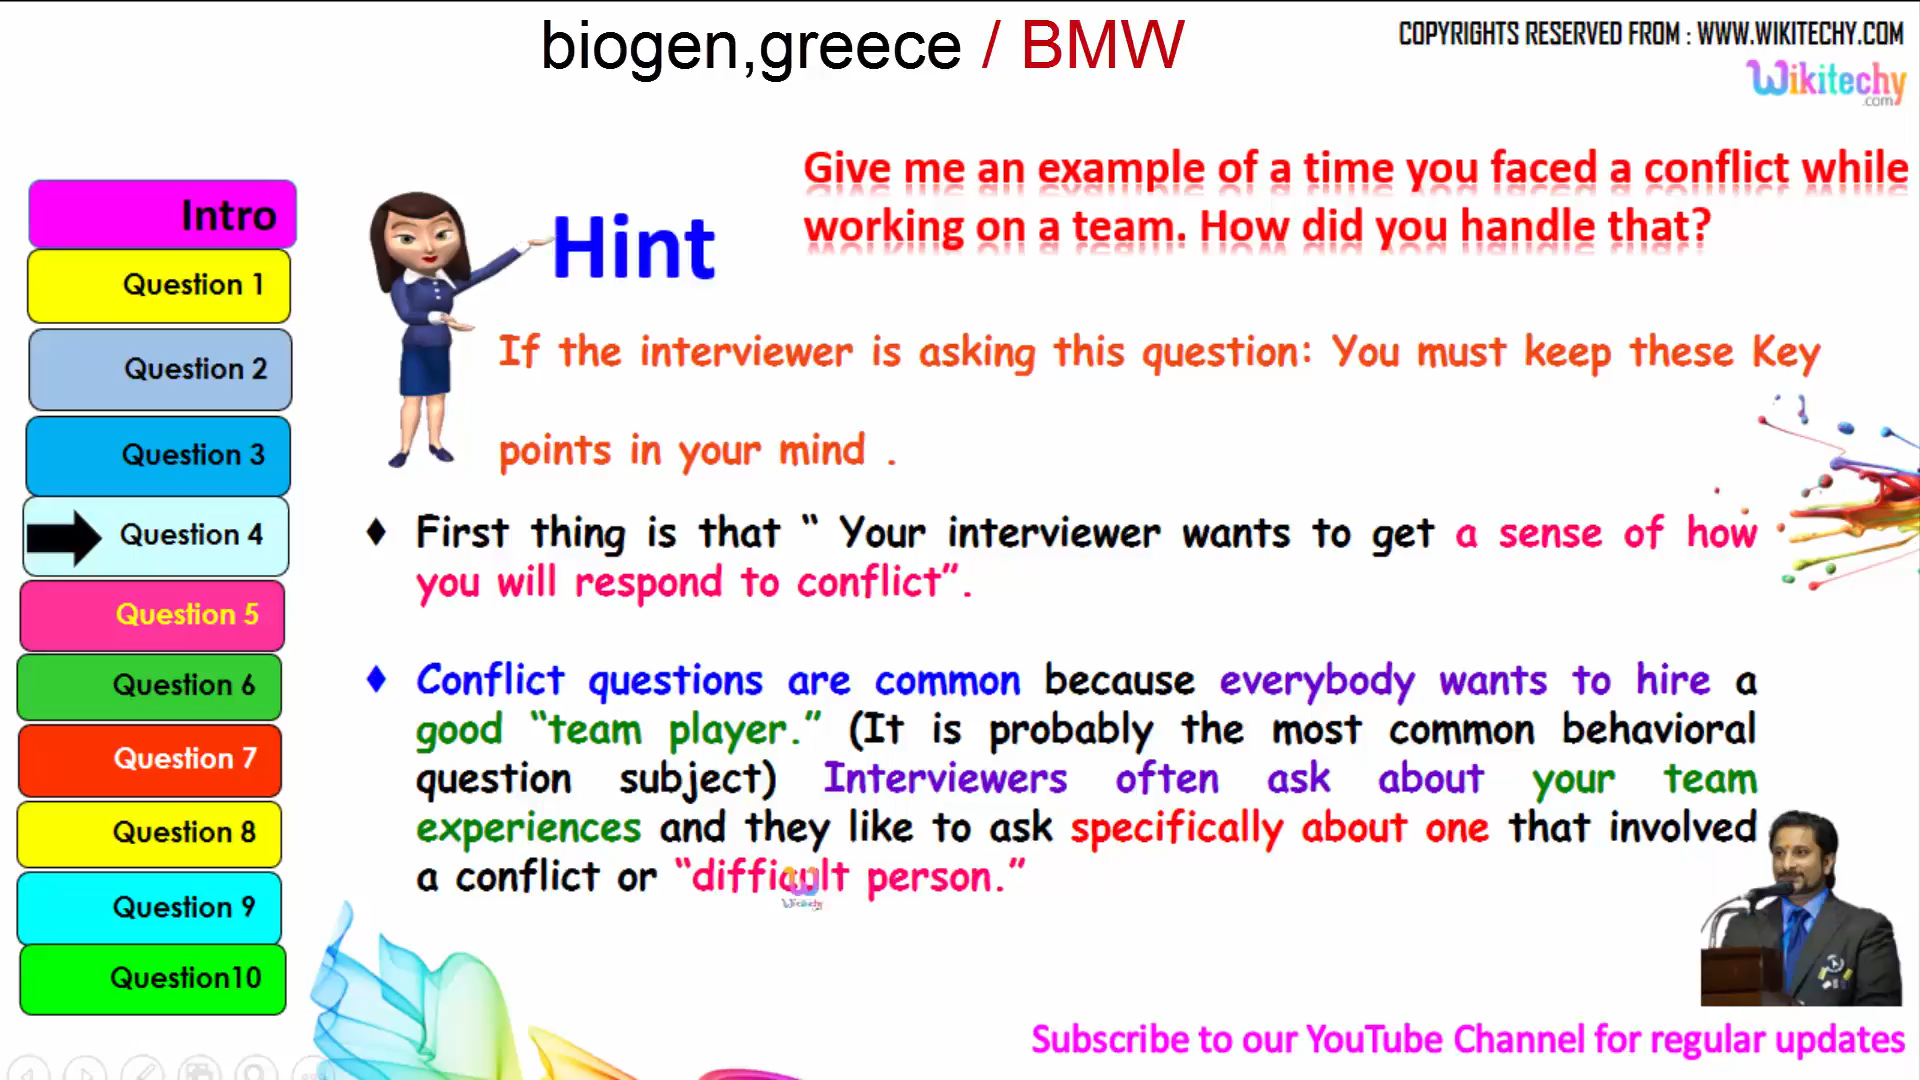 biogen,greece / BMW
COPYRIGHTS RESERVED FROM : WWW.WIKITECHY.COM
Wikitechy
.com
Give me an example of a time you faced a conflict while
working on a team. How did you handle that?
Hint
Intro
Question 1
Question 2
Question 3
Question 4
Question 5
Question 6
Question 7
Question 8
Question 9
Question10
If the interviewer is asking this question: You must keep these Key
points in your mind .
♦ First thing is that “ Your interviewer wants to get a sense of how
you will respond to conflict”.
♦ Conflict questions are common because everybody wants to hire a
good “team player.” (It is probably the most common behavioral
question subject) Interviewers often ask about your team
experiences and they like to ask specifically about one that involved
a conflict or “difficult person.”
Wikitechy
Subscribe to our YouTube Channel for regular updates